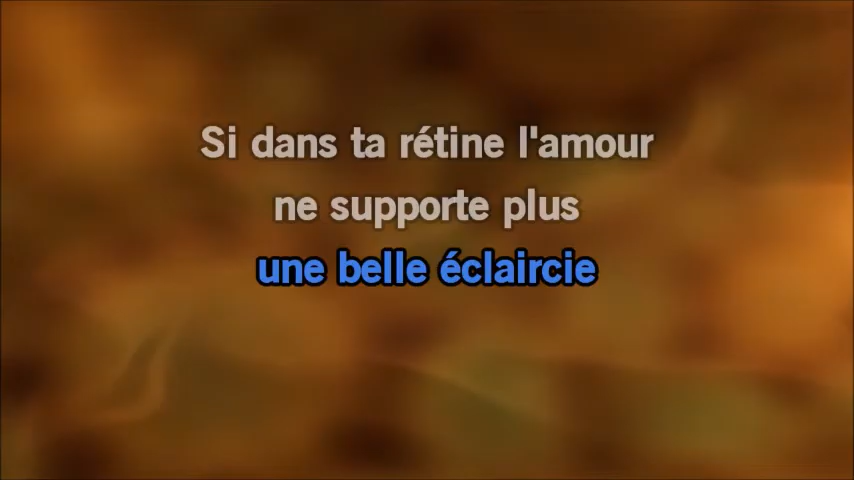 Si dans ta rétine l'amour
ne supporte plus
une belle éclaircie